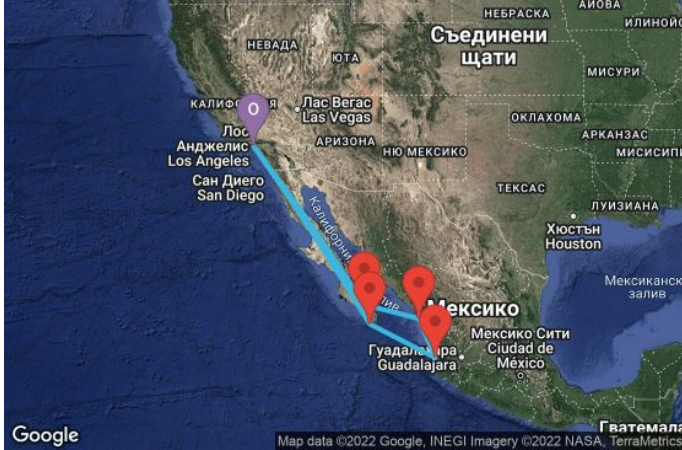 АЙОВА
НЕБРАСКА
ИЛИНОЙС
Съединени
щати
НЕВАДА
ЮТА
МИСУРИ
КАЛИФОРНИЯ
Лас Вегас
Las Vegas
ОКЛАХОМА
АРКАНЗАС
Лос
Анджелис
Los Angeles
АРИЗОНА
НЮ МЕКСИКО
МИСИСИПИ
Сан Диего
San Diego
ТЕКСАС
ЛУИЗИАНА
Хюстън
Houston
Мексикански
залив
Мексико
Мексико Сити
Ciudad de
México
Guadalajara
Гватемала
Google
Map data ©2022 Google, INEGI Imagery ©2022 NASA, TerraMetrics